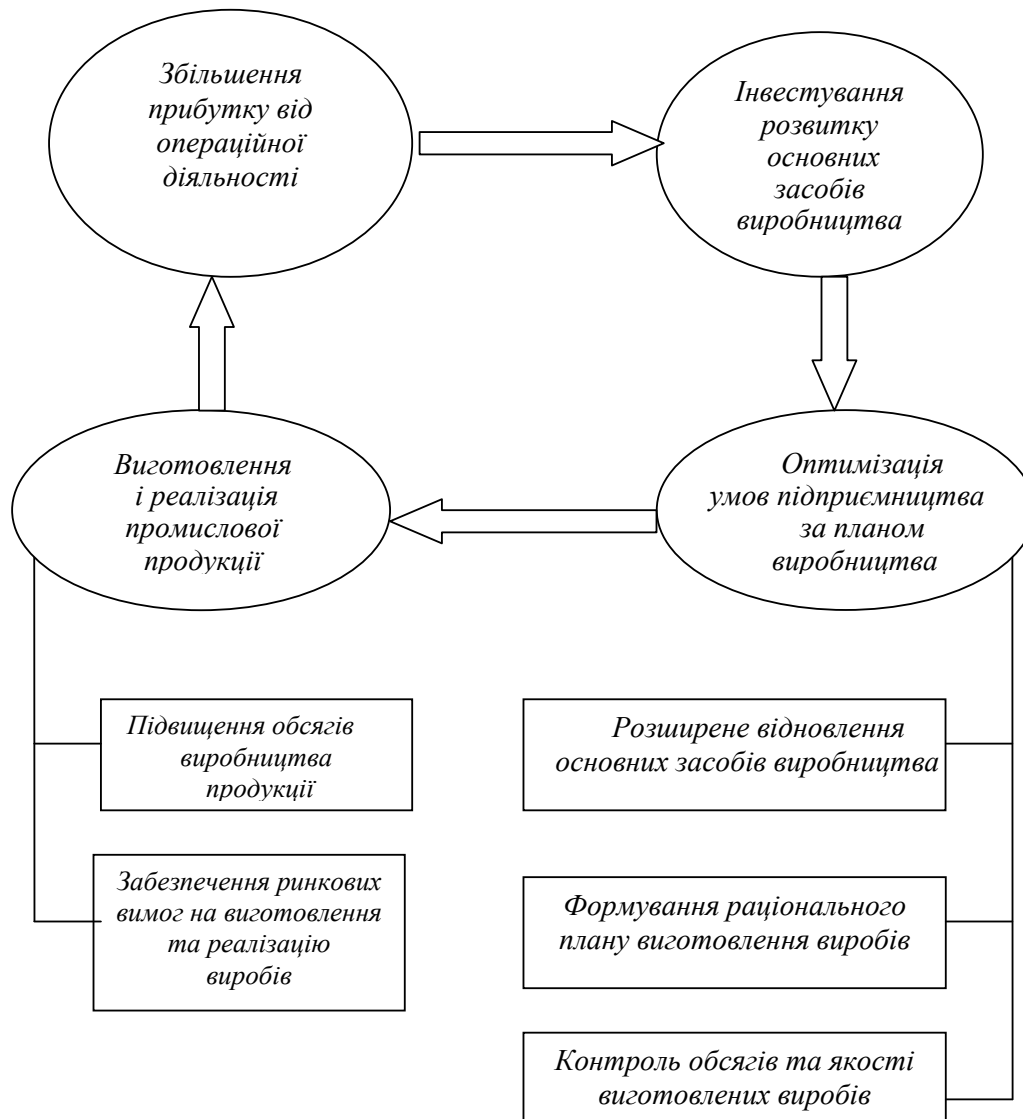 Збільшення
прибутку від
операційної
діяльності
Інвестування
розвитку
основних
засобів
виробництва
Виготовлення
і реалізація
промислової
продукції
Оптимізація
умов підприємництва
за планом
виробництва
Підвищення обсягів
виробництва
продукції
Забезпечення ринкових
вимог на виготовлення
та реалізацію
виробів
Розширене відновлення
основних засобів виробництва
Формування раціонального
плану виготовлення виробів
Контроль обсягів та якості
виготовлених виробів